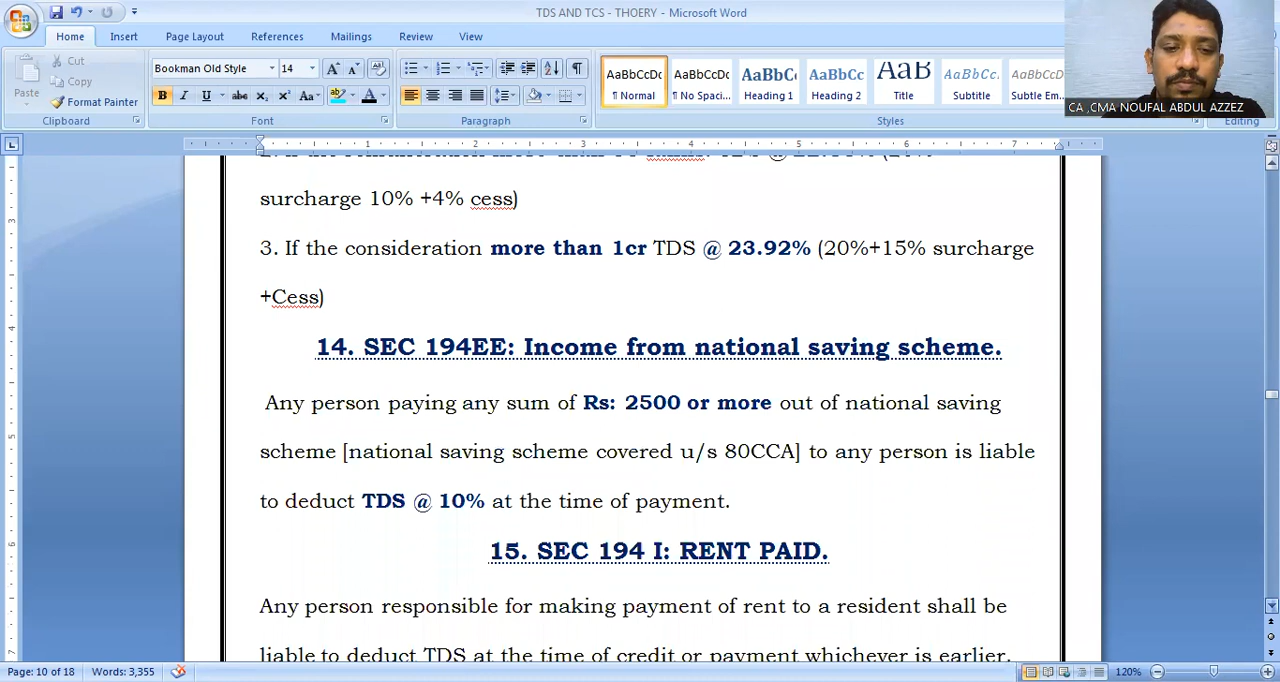 TDS AND TCS - THOERY - Microsoft Word
Home Insert Page Layout References Mailings Review View
Cut
Copy
Format Painter
Paste
Bookman Old Style 14
AaBbCcDc AaBbCcDc AaBbC AaBbCc AaB AaBbCc. AaBbCcD
¶ Normal ¶ No Spaci... Heading 1 Heading 2 Title Subtitle Subtle Em...
Clipboard Font Paragraph Styles Editing
CA ,CMA NOUFAL ABDUL AZZEZ
surcharge 10% +4% cess)
3. If the consideration more than 1cr TDS @ 23.92% (20%+15% surcharge
+Cess)
14. SEC 194EE: Income from national saving scheme.
Any person paying any sum of Rs: 2500 or more out of national saving
scheme [national saving scheme covered u/s 80CCA] to any person is liable
to deduct TDS @ 10% at the time of payment.
15. SEC 194 I: RENT PAID.
Any person responsible for making payment of rent to a resident shall be
liable to deduct TDS at the time of credit or payment whichever is earlier.
Page: 10 of 18 Words: 3,355 120%